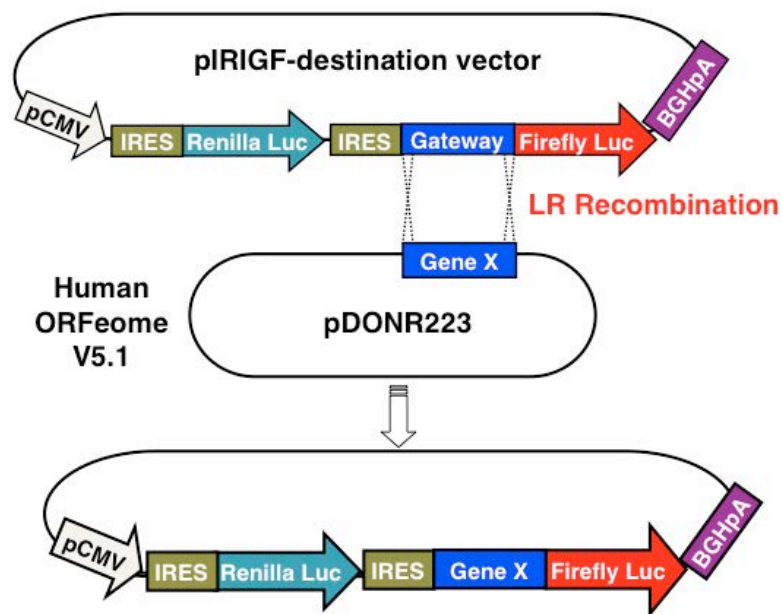 pIRIGF-destination vector
pCMV
IRES
Renilla Luc
IRES
Gateway
Firefly Luc
BGHpA
LR Recombination
Gene X
Human
ORFeome
V5.1
pDONR223
pCMV
IRES
Renilla Luc
IRES
Gene X
Firefly Luc
BGHpA